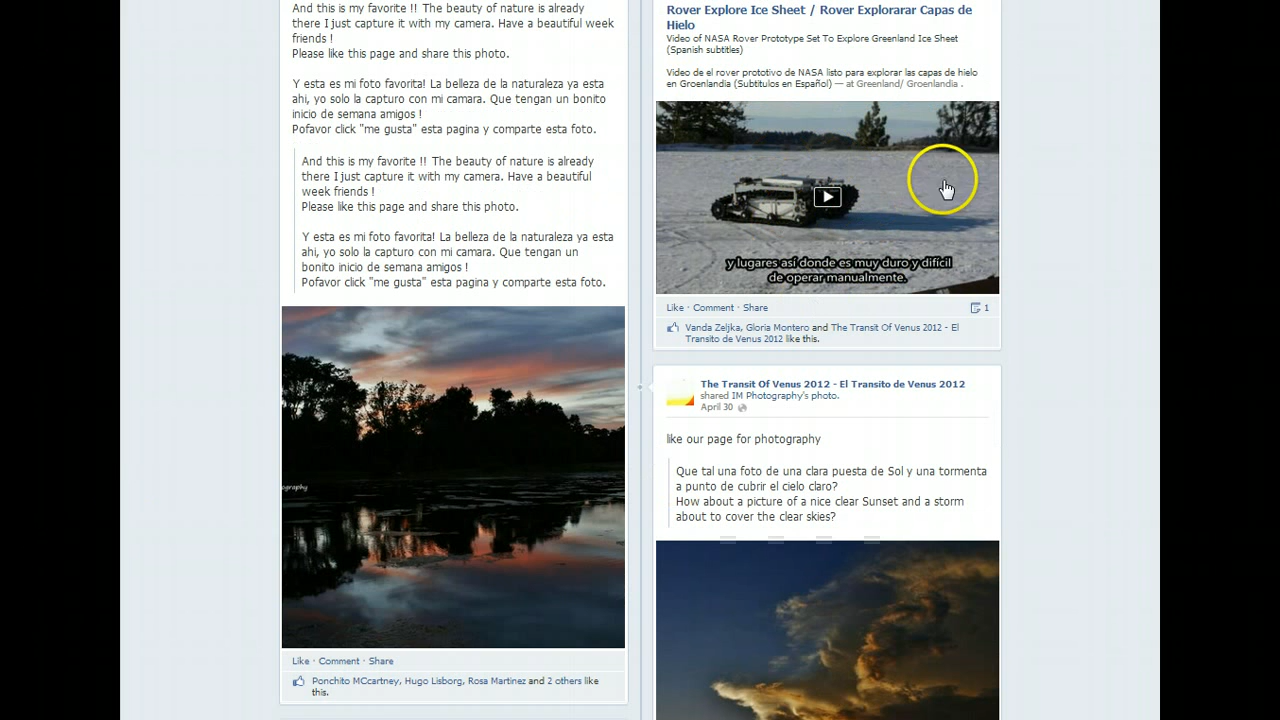 And this is my favorite !! The beauty of nature is already
there I just capture it with my camera. Have a beautiful week
friends !
Please like this page and share this photo.
Y esta es mi foto favorita! La belleza de la naturaleza ya esta
ahi, yo solo la capturo con mi camara. Que tengan un bonito
inicio de semana amigos !
Pofavor click "me gusta" esta pagina y comparte esta foto.
And this is my favorite !! The beauty of nature is already
there I just capture it with my camera. Have a beautiful
week friends !
Please like this page and share this photo.
Y esta es mi foto favorita! La belleza de la naturaleza ya esta
ahi, yo solo la capturo con mi camara. Que tengan un
bonito inicio de semana amigos !
Pofavor click "me gusta" esta pagina y comparte esta foto.
ography
Like · Comment · Share
Ponchito MCcartney, Hugo Lisborg, Rosa Martinez and 2 others like
this.
Rover Explore Ice Sheet / Rover Explorarar Capas de
Hielo
Video of NASA Rover Prototype Set To Explore Greenland Ice Sheet
(Spanish subtitles)
Video de el rover prototivo de NASA listo para explorar las capas de hielo
en Groenlandia (Subtitulos en Español) — at Greenland/ Groenlandia .
y lugares así donde es muy duro y difícil
de operar manualmente.
Like · Comment · Share
1
Vanda Zeljka, Gloria Montero and The Transit Of Venus 2012 - El
Transito de Venus 2012 like this.
The Transit Of Venus 2012 - El Transito de Venus 2012
shared IM Photography's photo.
April 30
like our page for photography
Que tal una foto de una clara puesta de Sol y una tormenta
a punto de cubrir el cielo claro?
How about a picture of a nice clear Sunset and a storm
about to cover the clear skies?